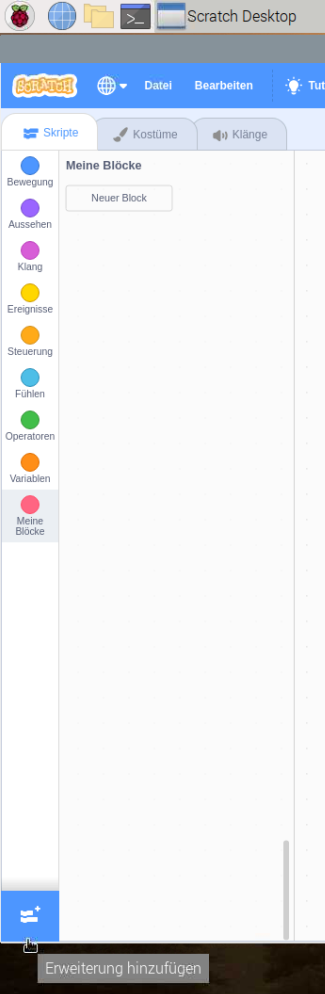 Scratch Desktop
SCRATCH
Datei
Bearbeiten
Tut
Skripte
Kostüme
Klänge
Bewegung
Aussehen
Klang
Ereignisse
Steuerung
Fühlen
Operatoren
Variablen
Meine
Blöcke
Meine Blöcke
Neuer Block
Erweiterung hinzufügen